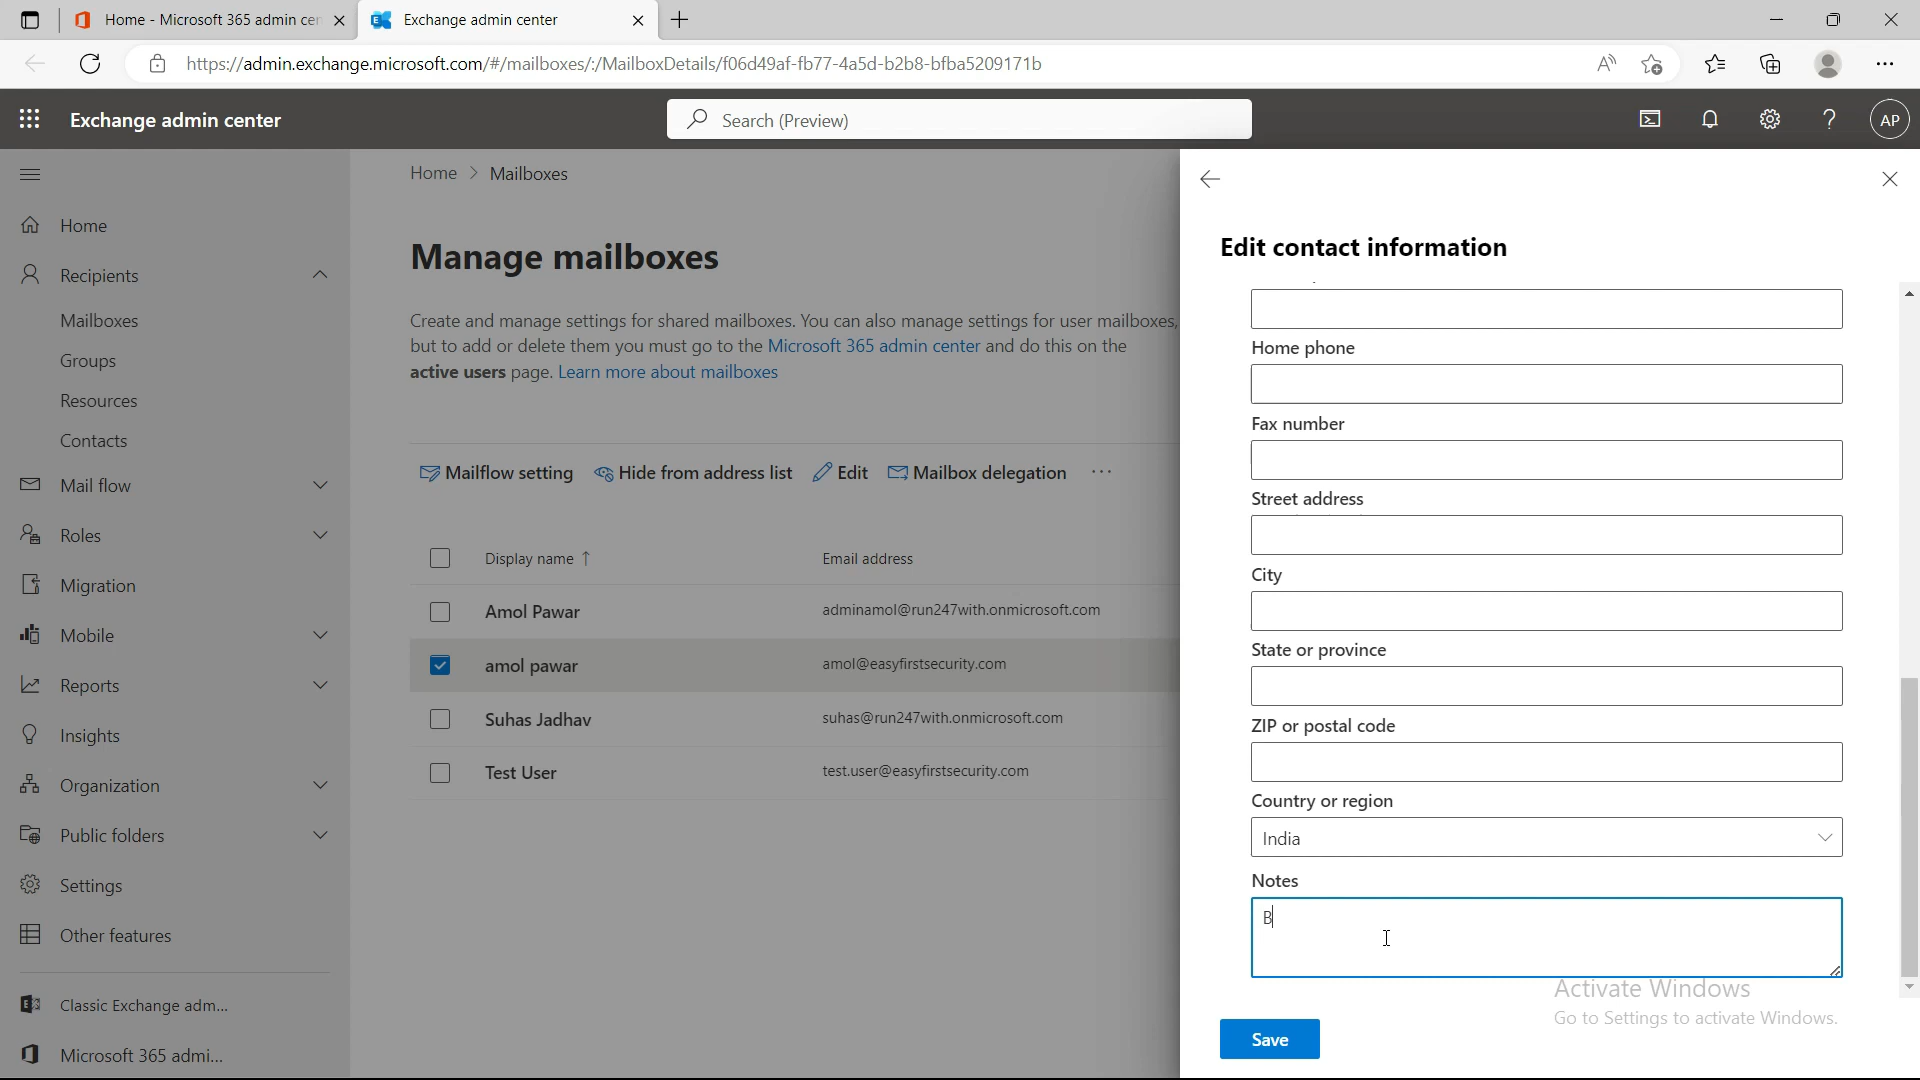 Home - Microsoft 365 admin cen
Exchange admin center
https://admin.exchange.microsoft.com/#/mailboxes/:/MailboxDetails/f06d49af-fb77-4a5d-b2b8-bfba5209171b
Exchange admin center
Search (Preview)
AP
Home
Recipients
Mailboxes
Groups
Resources
Contacts
Mail flow
Roles
Migration
Mobile
Reports
Insights
Organization
Public folders
Settings
Other features
Classic Exchange adm...
Microsoft 365 admi...
Home > Mailboxes
Manage mailboxes
Create and manage settings for shared mailboxes. You can also manage settings for user mailboxes,
but to add or delete them you must go to the Microsoft 365 admin center and do this on the
active users page. Learn more about mailboxes
Mailflow setting Hide from address list Edit Mailbox delegation ...
Display name ↑ Email address
Amol Pawar adminamol@run247with.onmicrosoft.com
amol pawar amol@easyfirstsecurity.com
Suhas Jadhav suhas@run247with.onmicrosoft.com
Test User test.user@easyfirstsecurity.com
Edit contact information
Home phone
Fax number
Street address
City
State or province
ZIP or postal code
Country or region
India
Notes
B
Activate Windows
Go to Settings to activate Windows.
Save